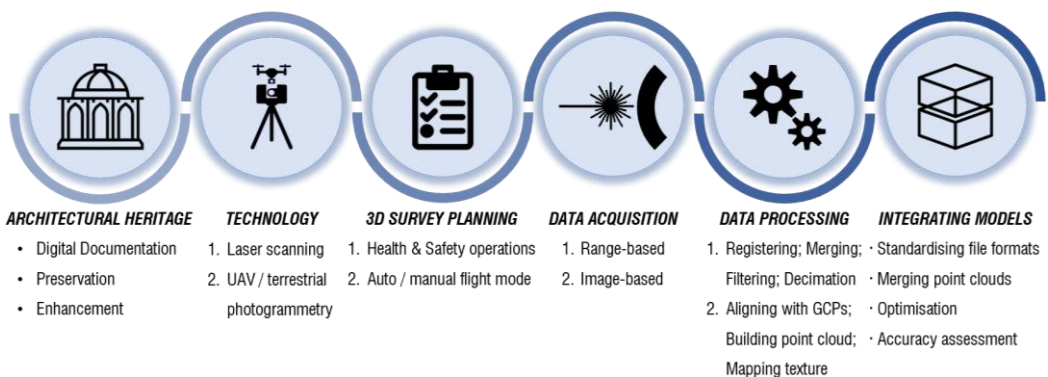 ARCHITECTURAL HERITAGE
• Digital Documentation
• Preservation
• Enhancement
TECHNOLOGY
1. Laser scanning
2. UAV / terrestrial
photogrammetry
3D SURVEY PLANNING
1. Health & Safety operations
2. Auto / manual flight mode
DATA ACQUISITION
1. Range-based
2. Image-based
DATA PROCESSING
1. Registering; Merging;
Filtering; Decimation
2. Aligning with GCPs;
Building point cloud;
Mapping texture
INTEGRATING MODELS
· Standardising file formats
· Merging point clouds
· Optimisation
· Accuracy assessment